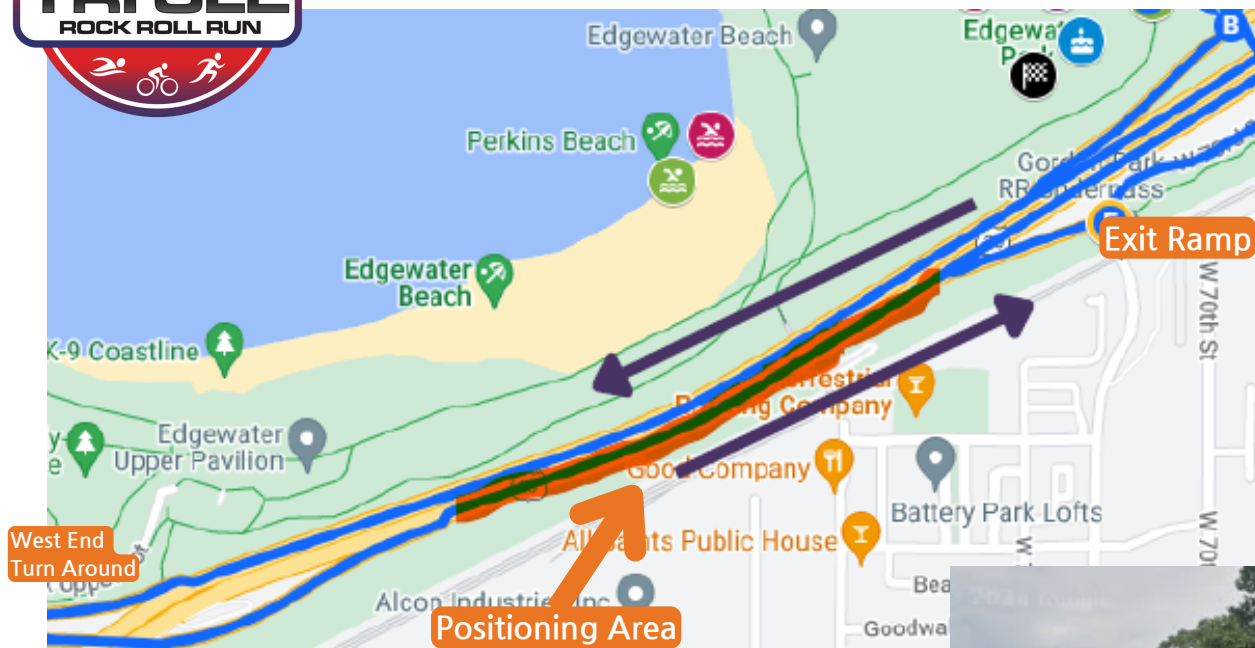 ROCK ROLL RUN
Edgewater Beach
B
Perkins Beach
RR Underpass
Exit Ramp
Edgewater
Beach
W 70th St
K-9 Coastline
Company
Edgewater
Upper Pavilion
Good Company
Battery Park Lofts
West End
Turn Around
All Saints Public House
W 70
Alcon Industries Inc
Positioning Area